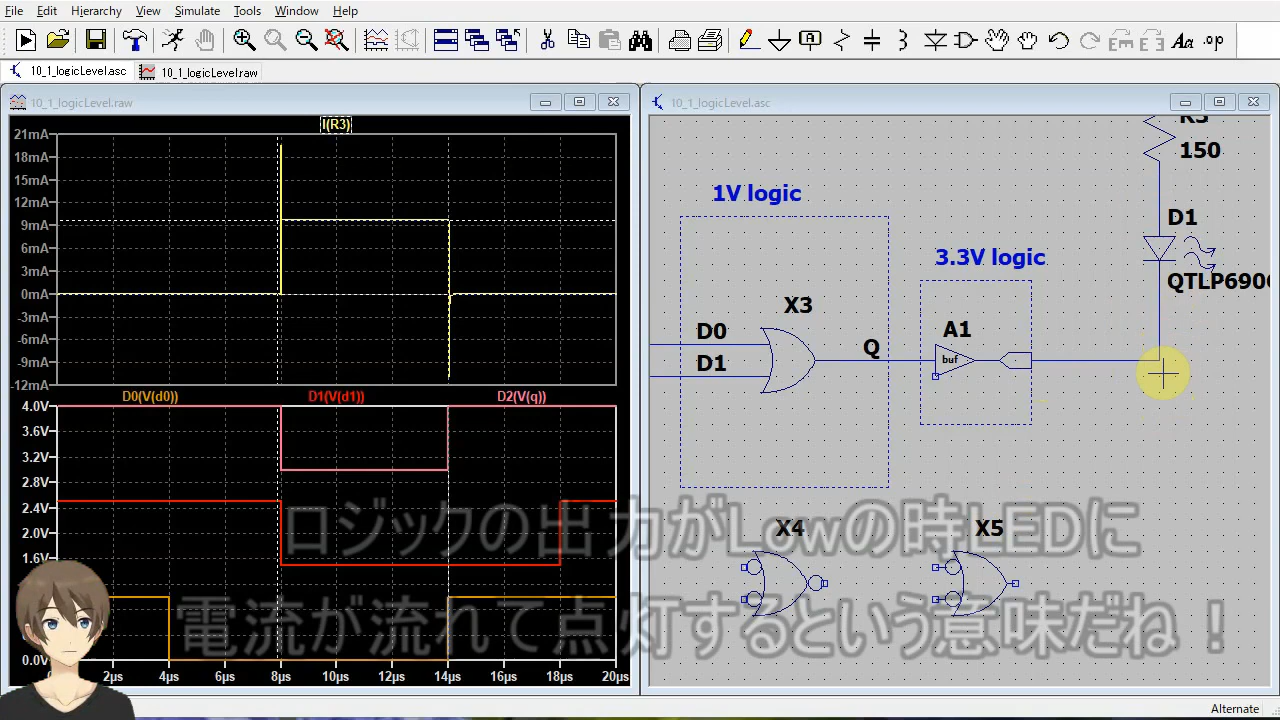 File Edit Hierarchy View Simulate Tools Window Help
.op
10_1_logicLevel.asc 10_1_logicLevel.raw
10_1_logicLevel.raw
I(R3)
21mA
18mA
15mA
12mA
9mA
6mA
3mA
0mA
-3mA
-6mA
-9mA
-12mA
D0(V(d0)) D1(V(d1)) D2(V(q))
4.0V
3.6V
3.2V
2.8V
2.4V
2.0V
1.6V
0.0V
2µs 4µs 6µs 8µs 10µs 12µs 14µs 16µs 18µs 20µs
10_1_logicLevel.asc
R3
150
1V logic
D1
3.3V logic
QTLP690C
X3
A1
D0
Q
buf
D1
X4 X5
ロジックの出力がLowの時LEDに
電流が流れて点灯するという意味だね！
Alternate